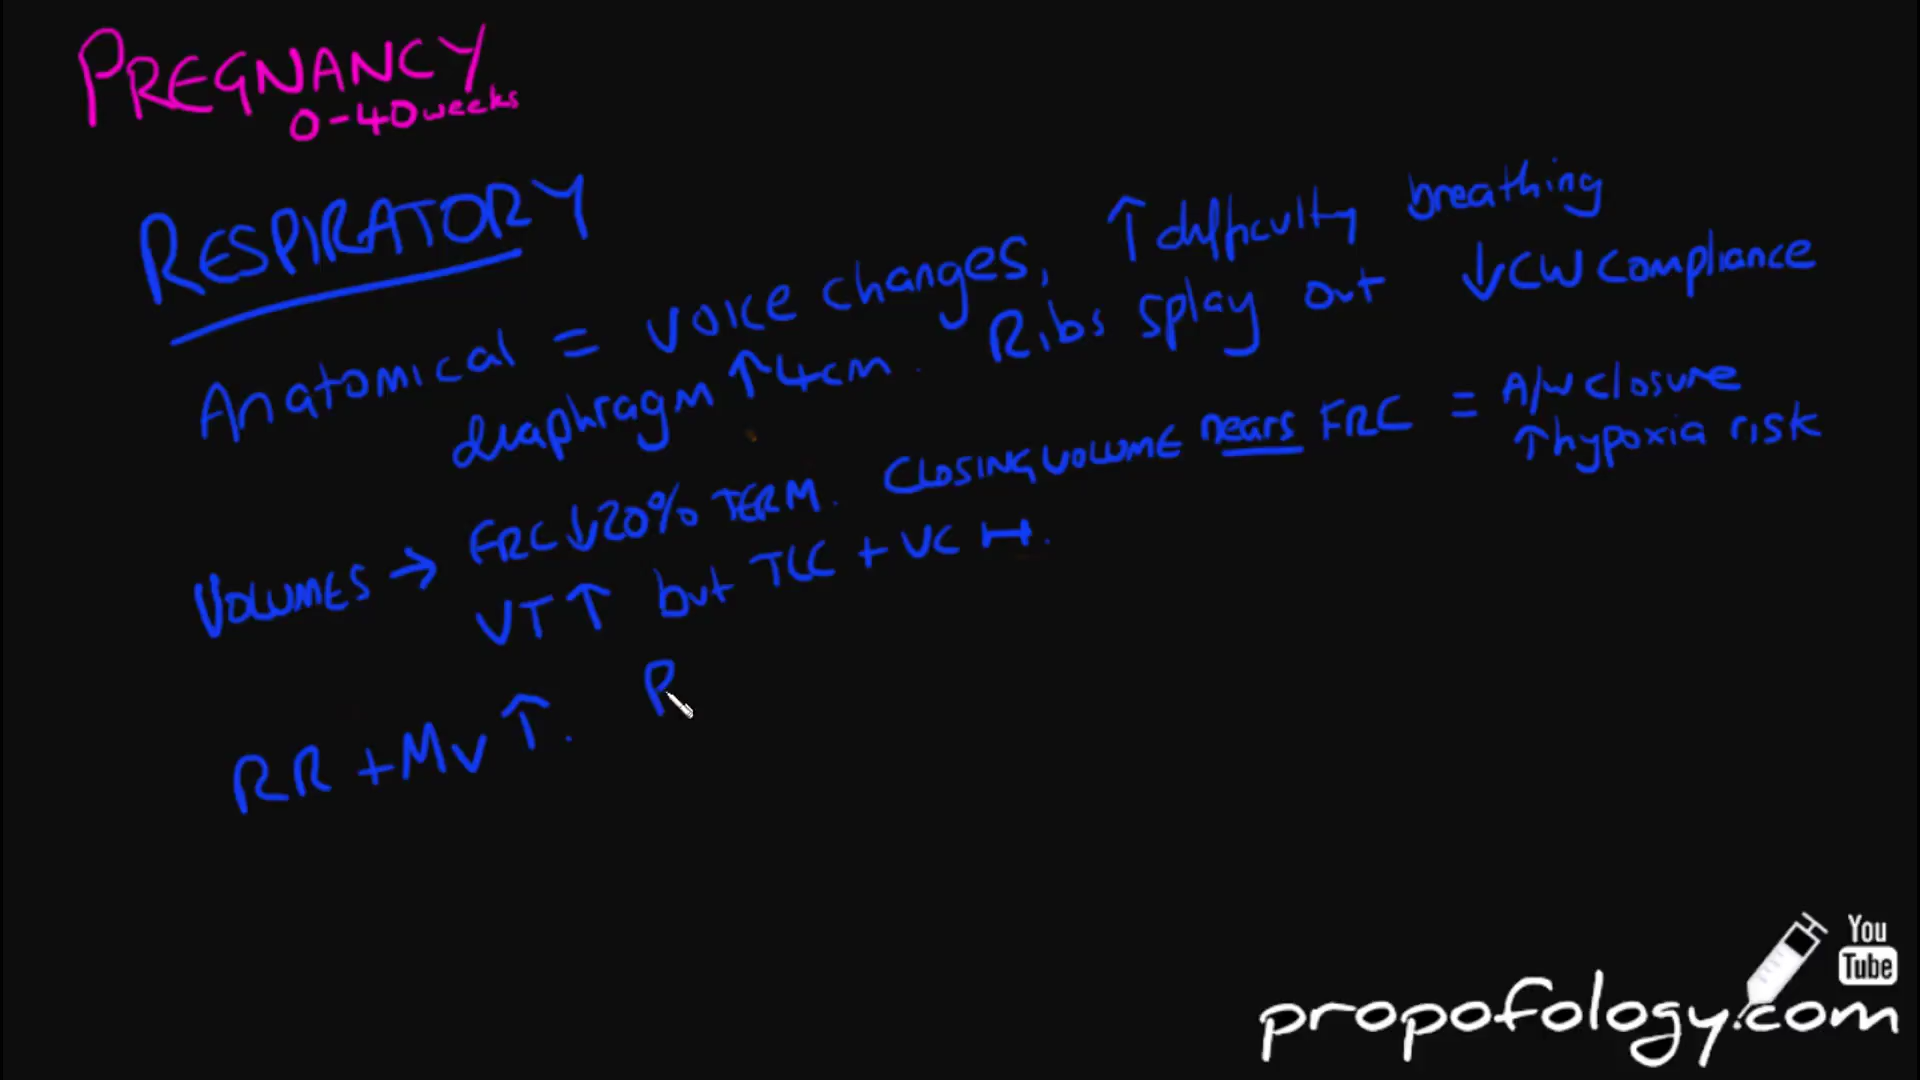 PREGNANCY
0-40weeks
RESPIRATORY
Anatomical = voice changes, ↑ difficulty breathing
diaphragm ↑ 4cm. Ribs splay out ↓CW compliance
VOLUMES → FRC↓20% TERM. CLOSING VOLUME nears FRC = A/W closure
↑hypoxia risk
VT↑ but TLC + VC ↔.
RR + MV ↑. P
You
Tube
propofology.com